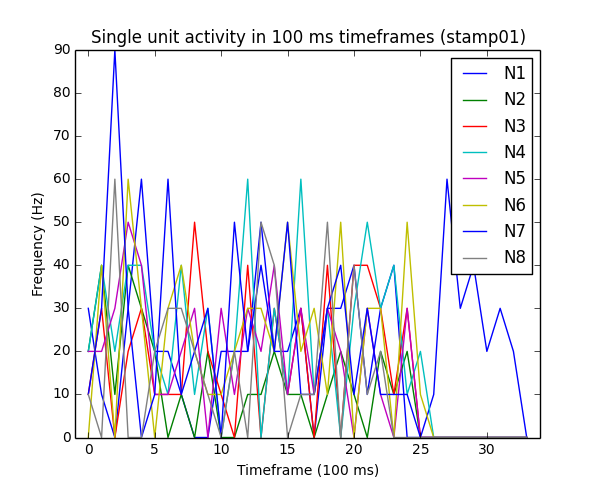 Single unit activity in 100 ms timeframes (stamp01)
90
80
70
60
50
40
30
20
10
0
Frequency (Hz)
N1
N2
N3
N4
N5
N6
N7
N8
0 5 10 15 20 25 30
Timeframe (100 ms)